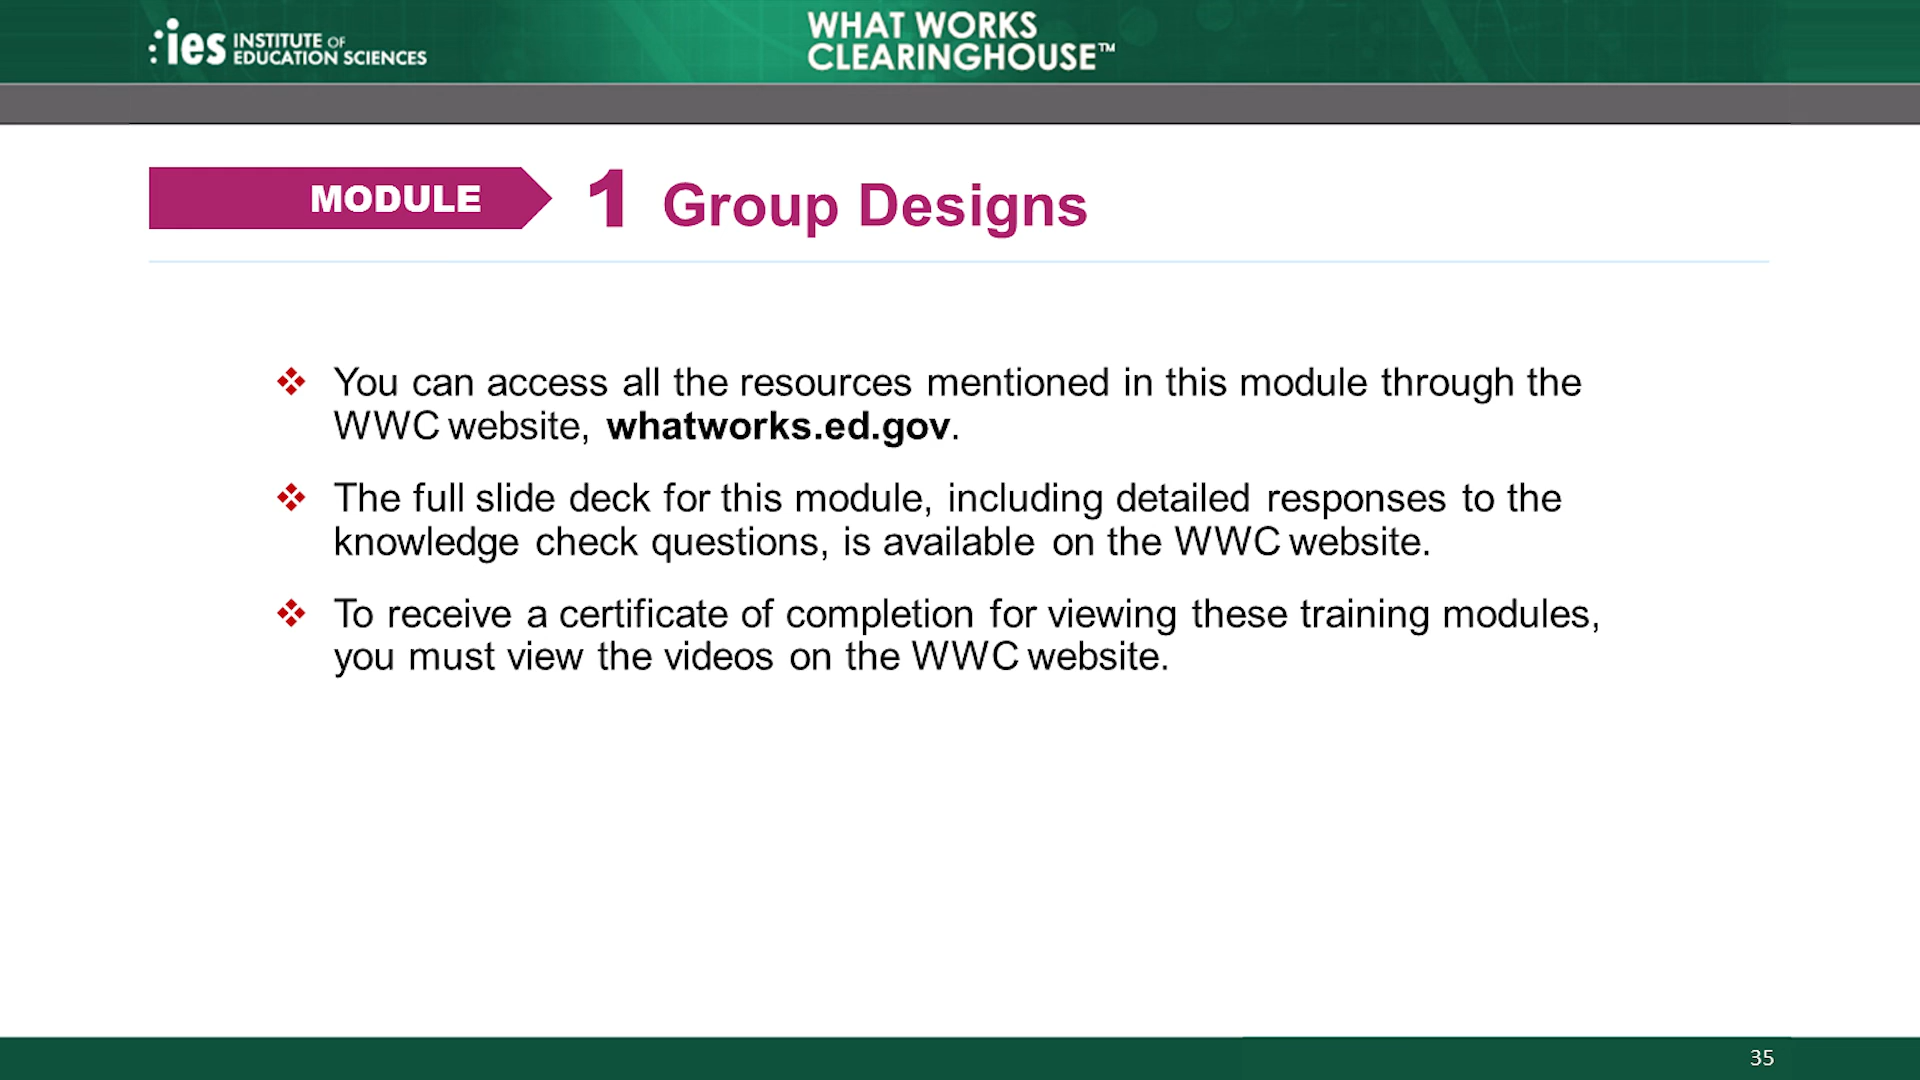 ies INSTITUTE OF
EDUCATION SCIENCES
WHAT WORKS
CLEARINGHOUSE™
MODULE 1 Group Designs
❖ You can access all the resources mentioned in this module through the
WWC website, whatworks.ed.gov.
❖ The full slide deck for this module, including detailed responses to the
knowledge check questions, is available on the WWC website.
❖ To receive a certificate of completion for viewing these training modules,
you must view the videos on the WWC website.
35